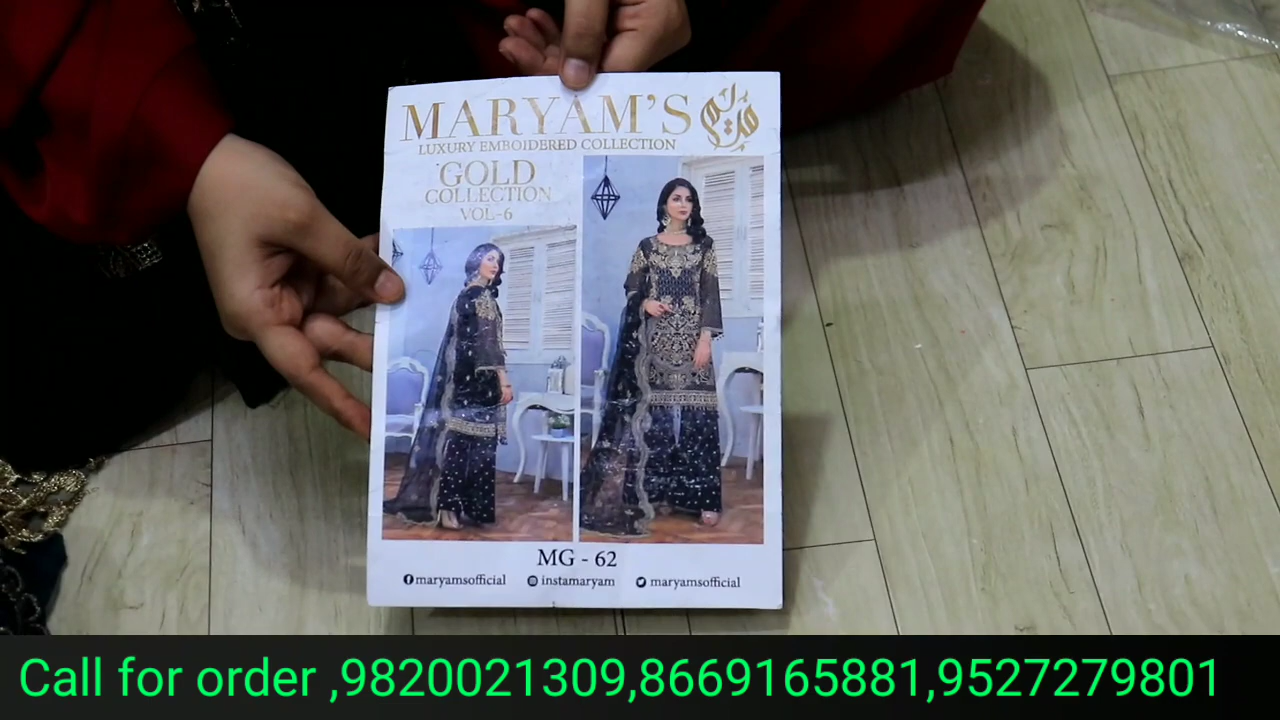 MARYAM'S مریم
LUXURY EMBOIDERED COLLECTION
GOLD
COLLECTION
VOL-6
MG - 62
maryamsofficial instamaryam maryamsofficial
Call for order ,9820021309,8669165881,9527279801